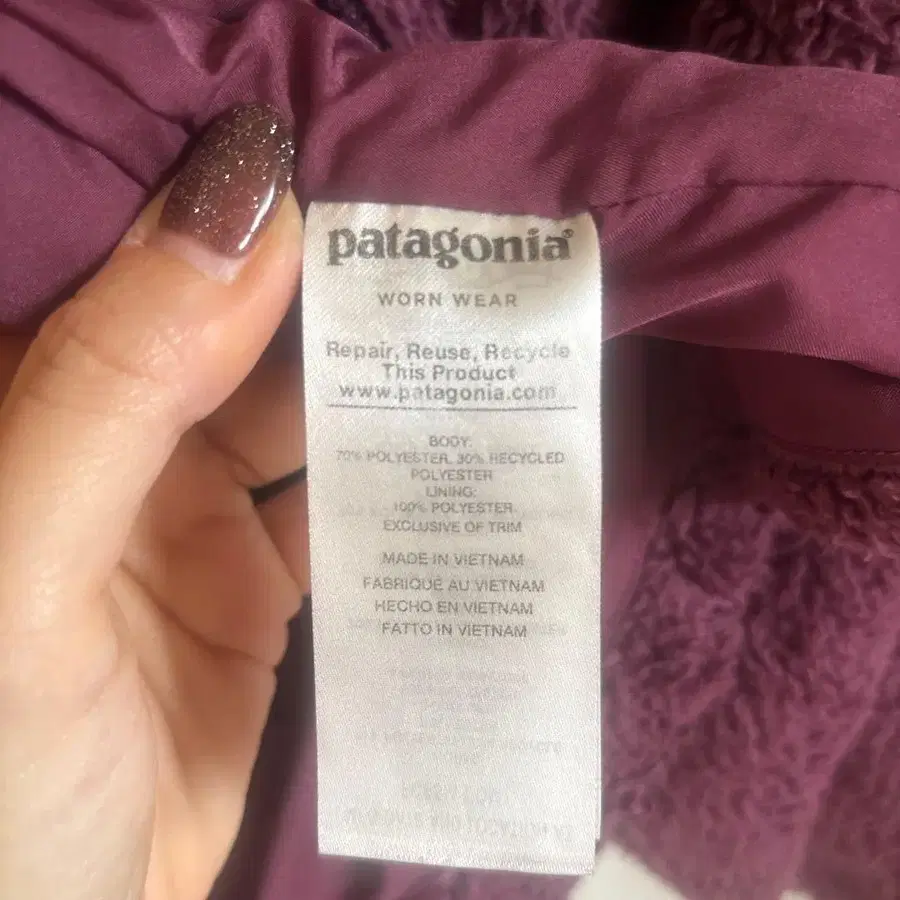 patagonia®
WORN WEAR
Repair, Reuse, Recycle
This Product
www.patagonia.com
BODY:
70% POLYESTER, 30% RECYCLED
POLYESTER
LINING:
100% POLYESTER
EXCLUSIVE OF TRIM
MADE IN VIETNAM
FABRIQUÉ AU VIETNAM
HECHO EN VIETNAM
FATTO IN VIETNAM